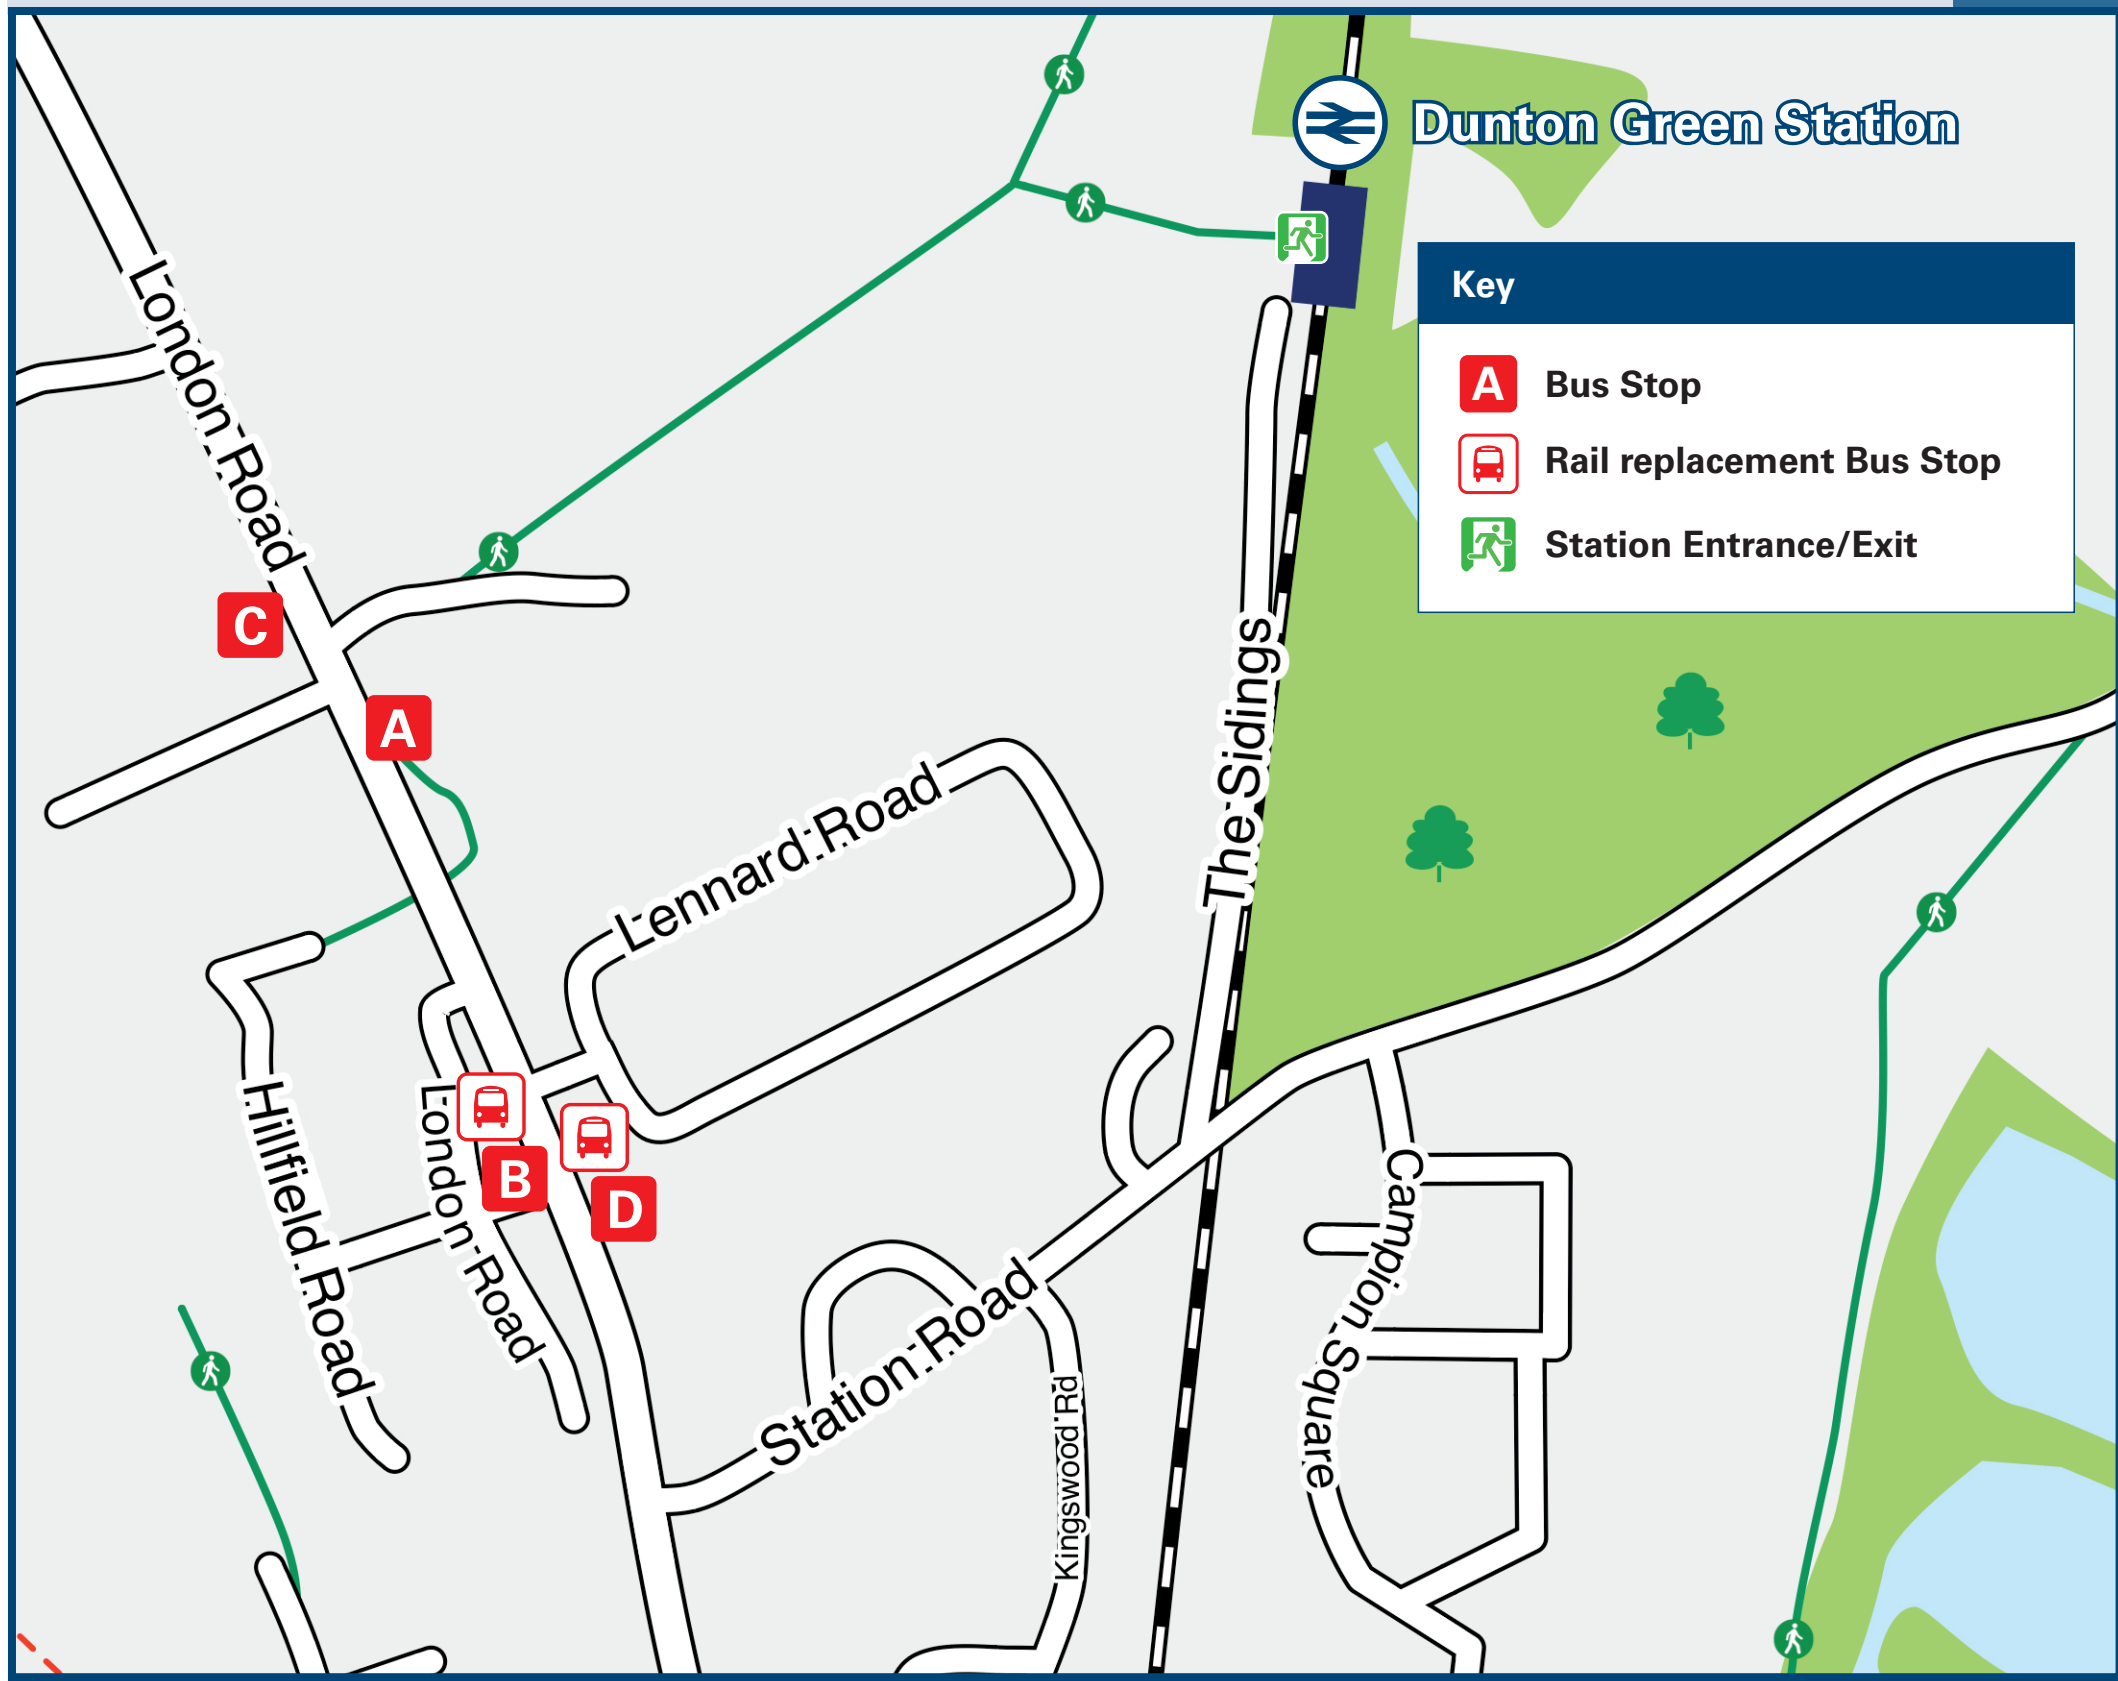 Dunton Green Station
Key
A Bus Stop
Rail replacement Bus Stop
Station Entrance/Exit
London Road
C
A
Lennard Road
The Sidings
Hillfield Road
London Road
B
D
Station Road
Kingswood Rd
Campion Square